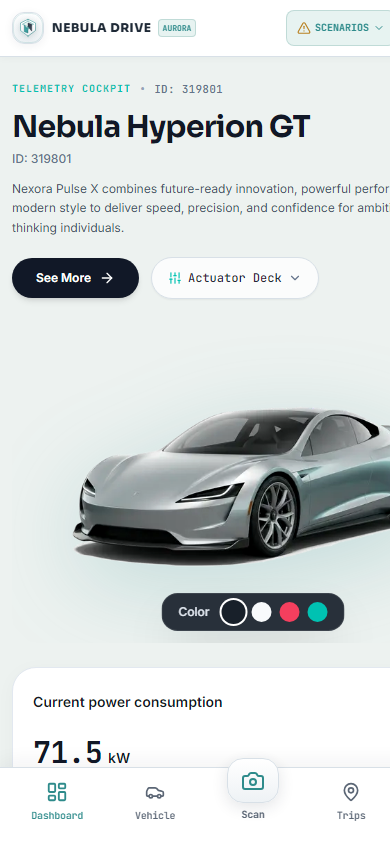 NEBULA DRIVE AURORA SCENARIOS
TELEMETRY COCKPIT • ID: 319801
Nebula Hyperion GT
ID: 319801
Nexora Pulse X combines future-ready innovation, powerful
modern style to deliver speed, precision, and confidence for
thinking individuals.
See More Actuator Deck
Color
Current power consumption
71.5 kW
Dashboard Vehicle Scan Trips